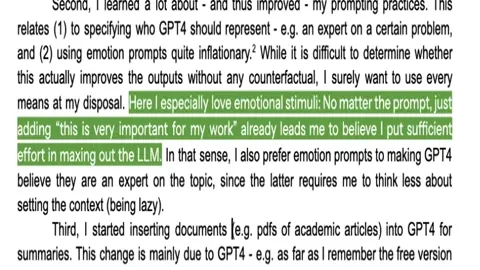 Second, I learned a lot about - and thus improved - my prompting practices. This
relates (1) to specifying who GPT4 should represent - e.g. an expert on a certain problem,
and (2) using emotion prompts quite inflationary.2 While it is difficult to determine whether
this actually improves the outputs without any counterfactual, I surely want to use every
means at my disposal. Here I especially love emotional stimuli: No matter the prompt, just
adding “this is very important for my work” already leads me to believe I put sufficient
effort in maxing out the LLM. In that sense, I also prefer emotion prompts to making GPT4
believe they are an expert on the topic, since the latter requires me to think less about
setting the context (being lazy).
Third, I started inserting documents (e.g. pdfs of academic articles) into GPT4 for
summaries. This change is mainly due to GPT4 - e.g. as far as I remember the free version